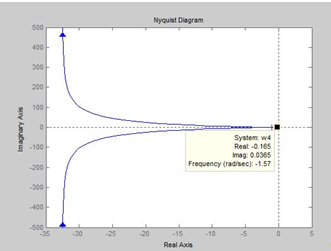 Nyquist Diagram
500
400
300
200
100
0
-100
-200
-300
-400
-500
Imaginary Axis
System: w4
Real: -0.165
Imag: 0.0365
Frequency (rad/sec): -1.57
-35 -30 -25 -20 -15 -10 -5 0 5
Real Axis